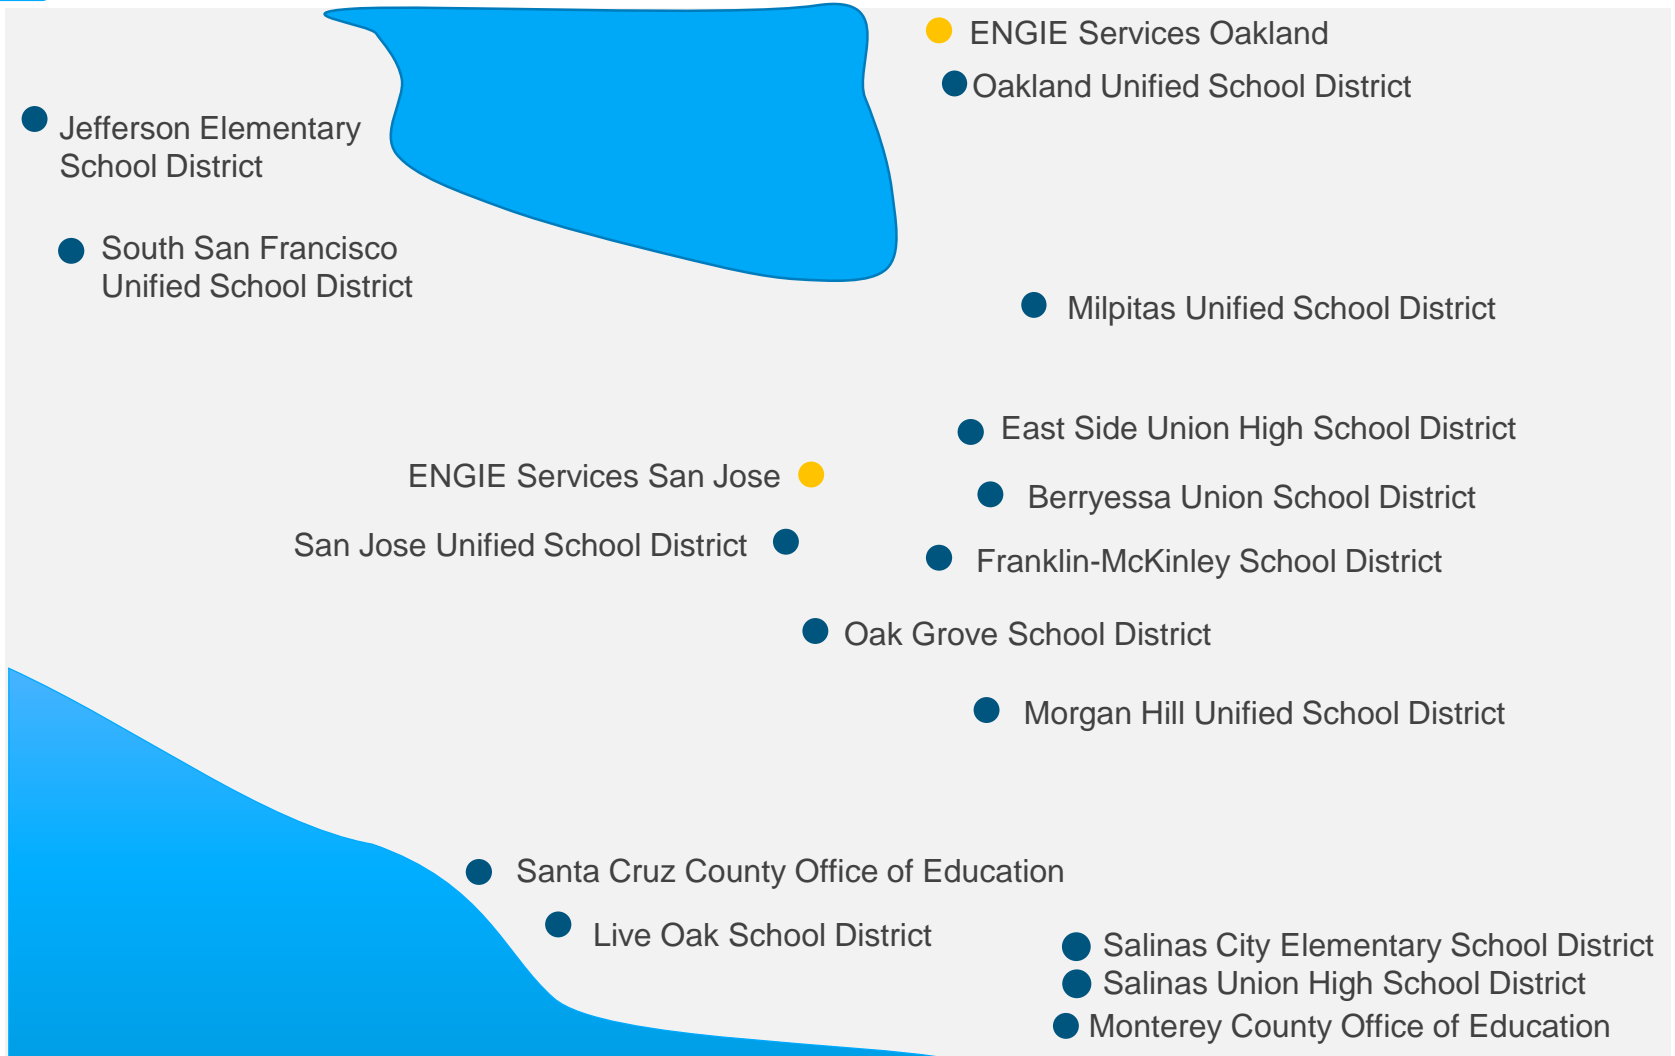 ENGIE Services Oakland
Oakland Unified School District
Jefferson Elementary
School District
South San Francisco
Unified School District
Milpitas Unified School District
East Side Union High School District
ENGIE Services San Jose
Berryessa Union School District
San Jose Unified School District
Franklin-McKinley School District
Oak Grove School District
Morgan Hill Unified School District
Santa Cruz County Office of Education
Live Oak School District
Salinas City Elementary School District
Salinas Union High School District
Monterey County Office of Education